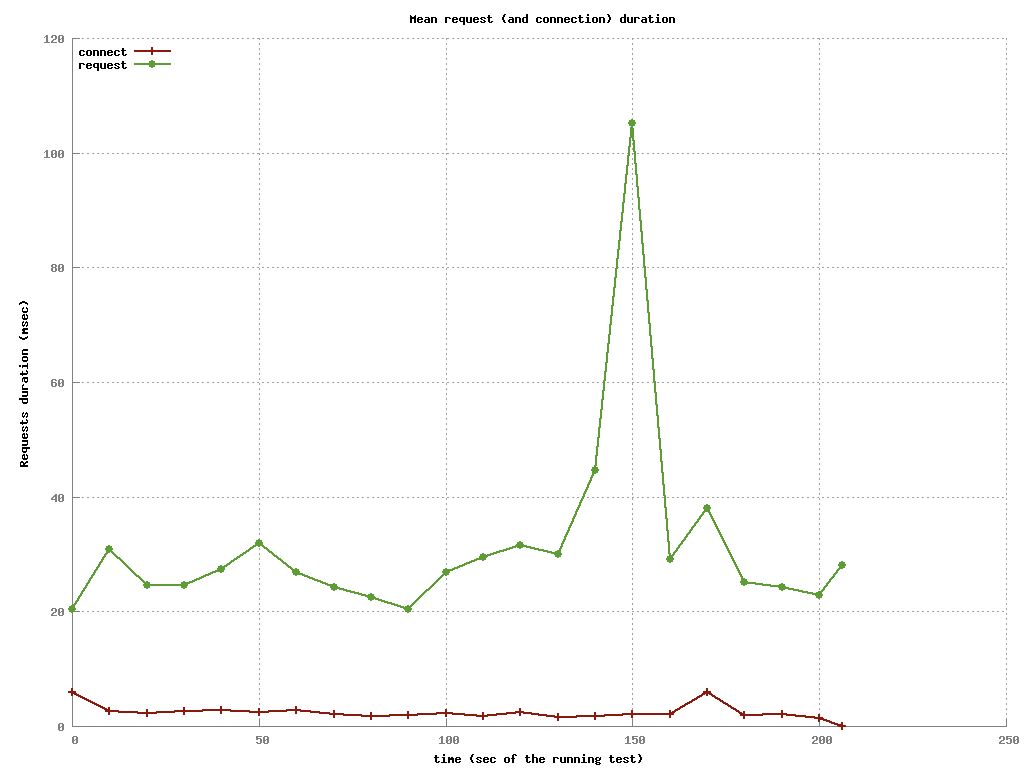 Mean request (and connection) duration
connect
request
120
100
80
60
40
20
0
Requests duration (msec)
0 50 100 150 200 250
time (sec of the running test)